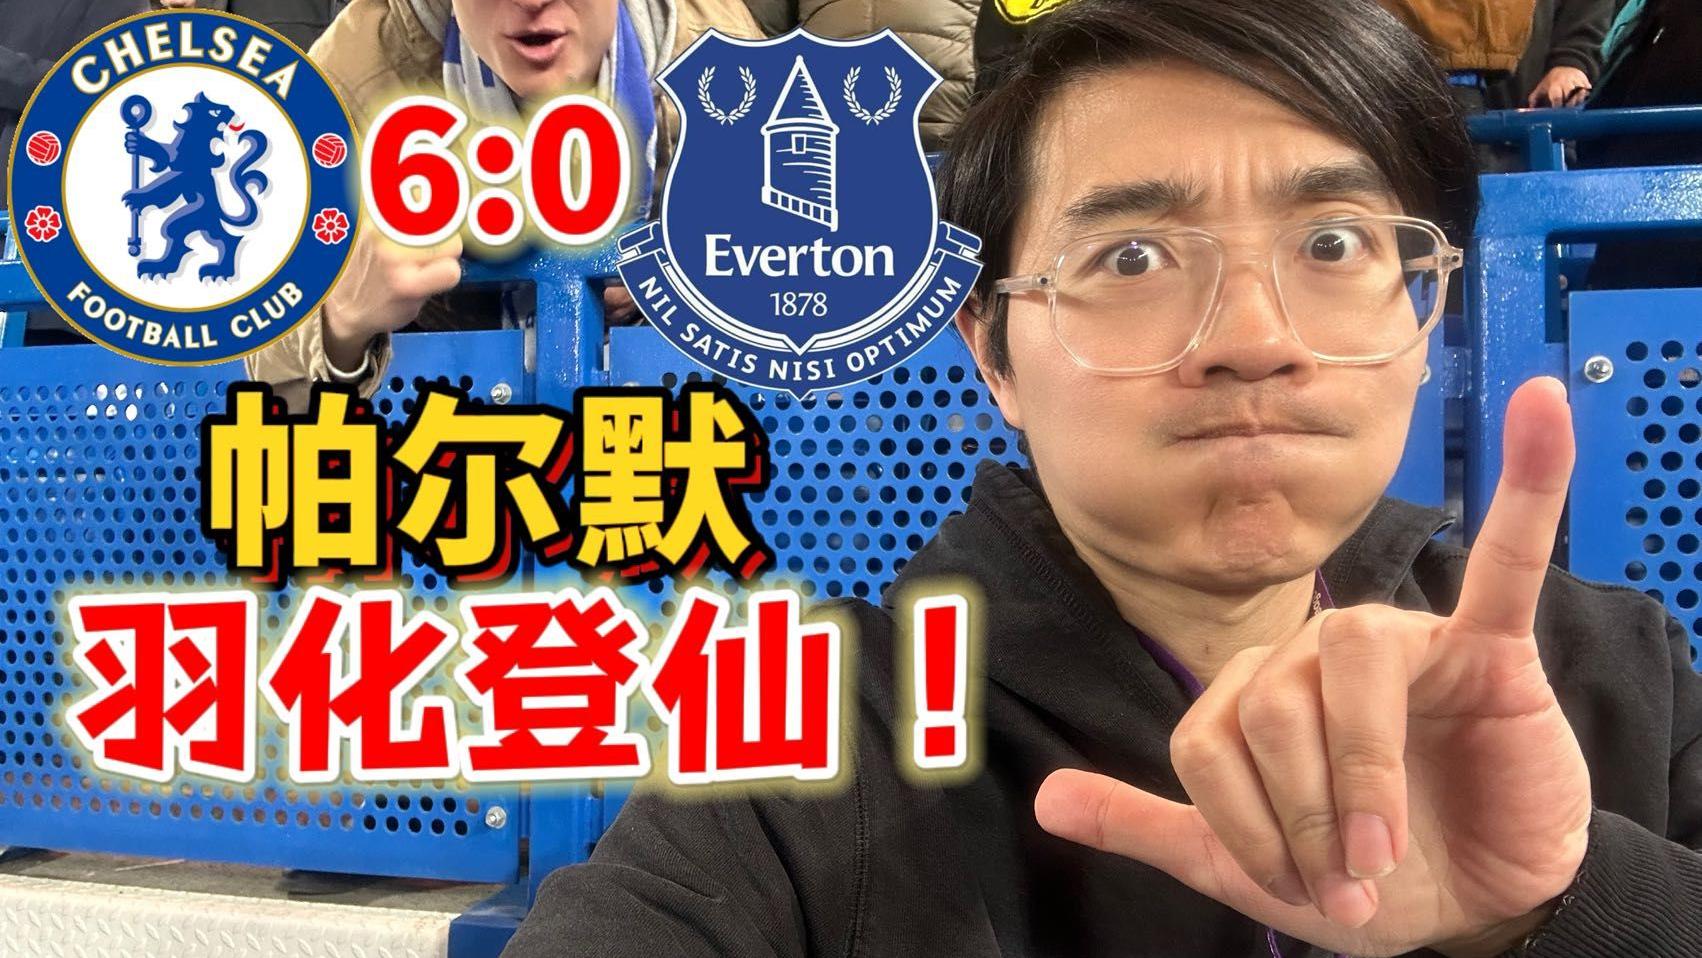 CHELSEA
FOOTBALL CLUB
6:0
Everton
1878
NIL SATIS NISI OPTIMUM
帕尔默
羽化登仙！